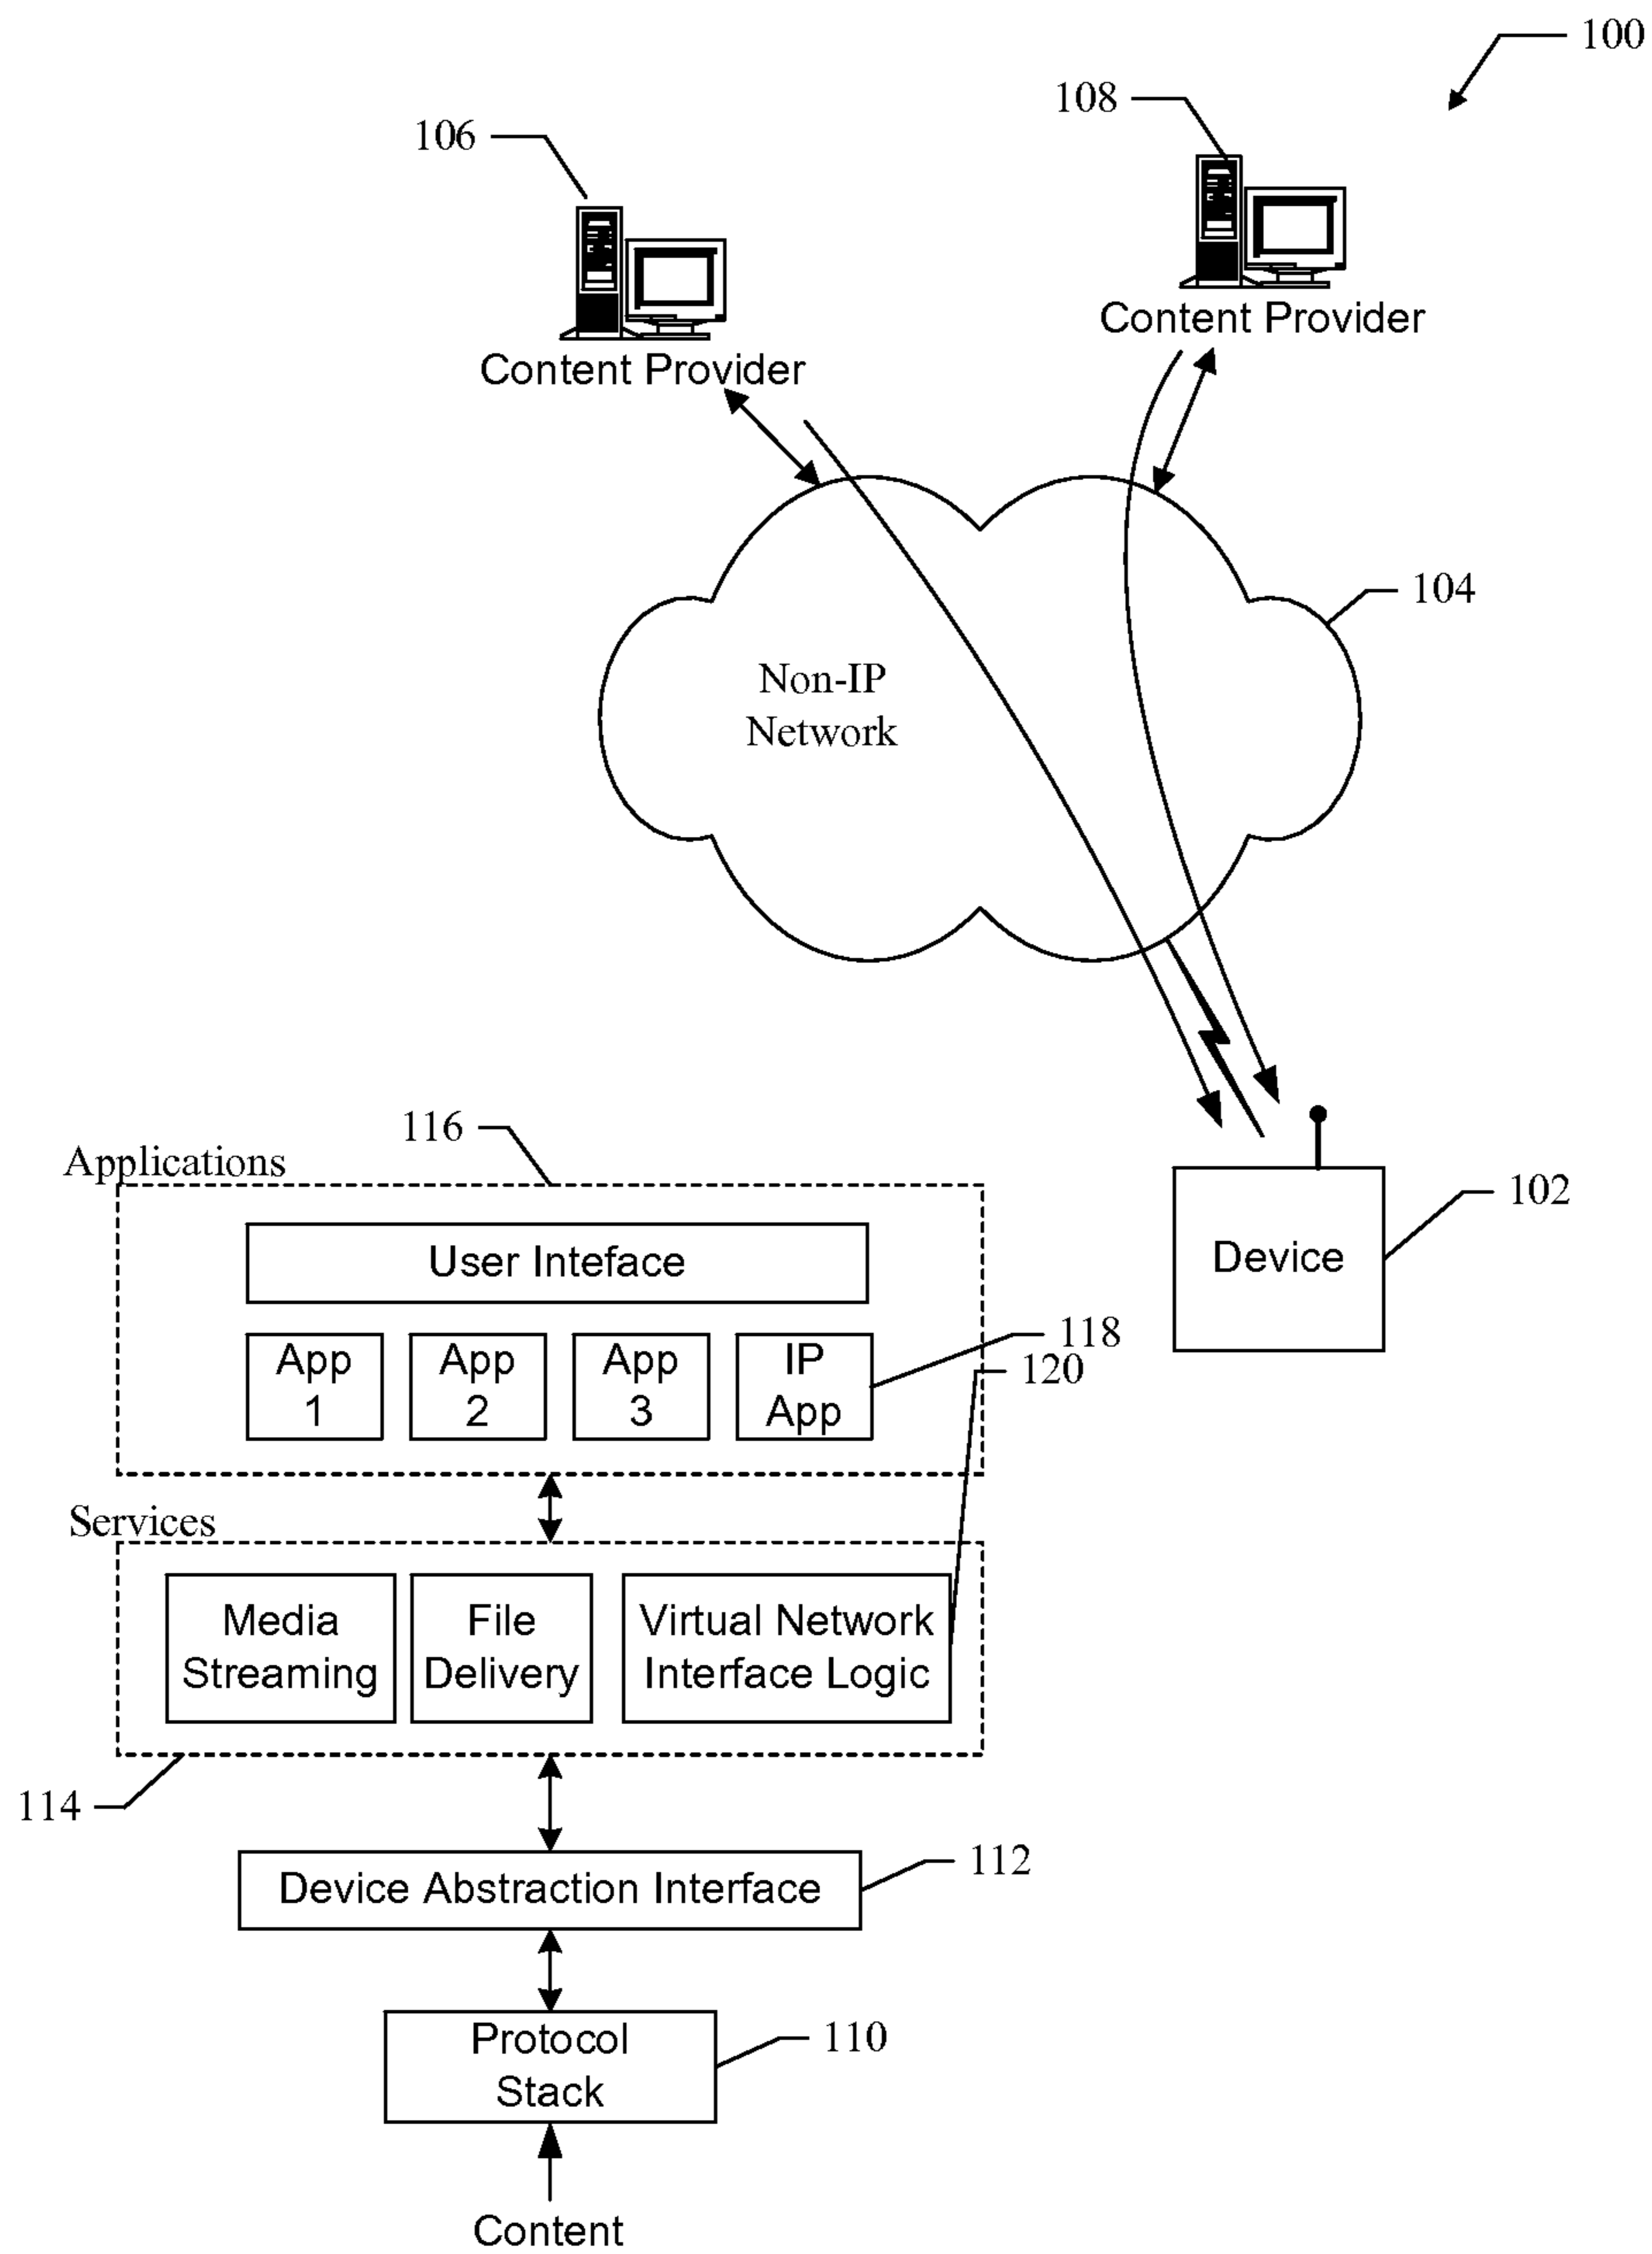 100
108
106
Content Provider
Content Provider
104
Non-IP
Network
116
Applications
102
User Inteface
Device
118
120
App
1
App
2
App
3
IP
App
Services
Media
Streaming
File
Delivery
Virtual Network
Interface Logic
114
112
Device Abstraction Interface
110
Protocol
Stack
Content